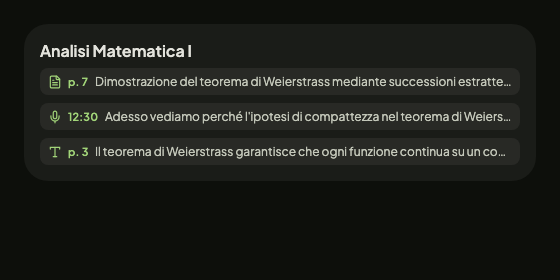 Analisi Matematica I
p. 7 Dimostrazione del teorema di Weierstrass mediante successioni estratte…
12:30 Adesso vediamo perché l'ipotesi di compattezza nel teorema di Weiers…
p. 3 Il teorema di Weierstrass garantisce che ogni funzione continua su un co…